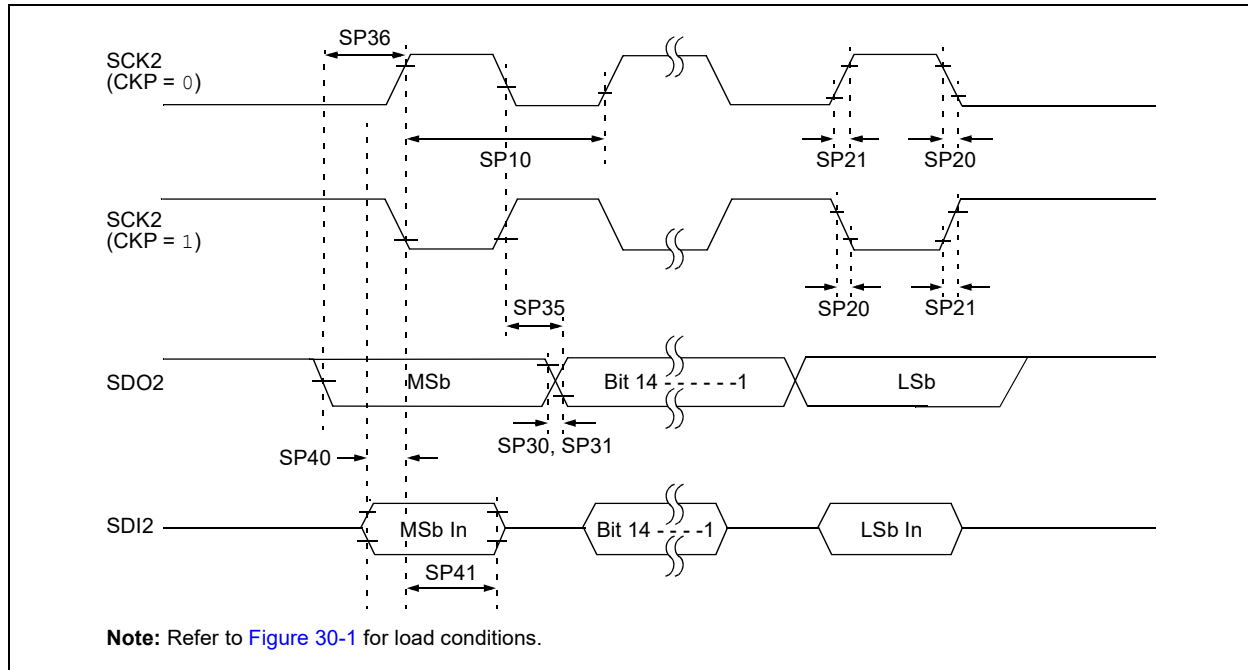 SP36
SCK2
(CKP = 0)
SP10
SP21
SP20
SCK2
(CKP = 1)
SP35
SP20
SP21
SDO2
MSb
Bit 14 - - - - - -1
LSb
SP30, SP31
SP40
SDI2
MSb In
Bit 14 - - - -1
LSb In
SP41
Note: Refer to Figure 30-1 for load conditions.